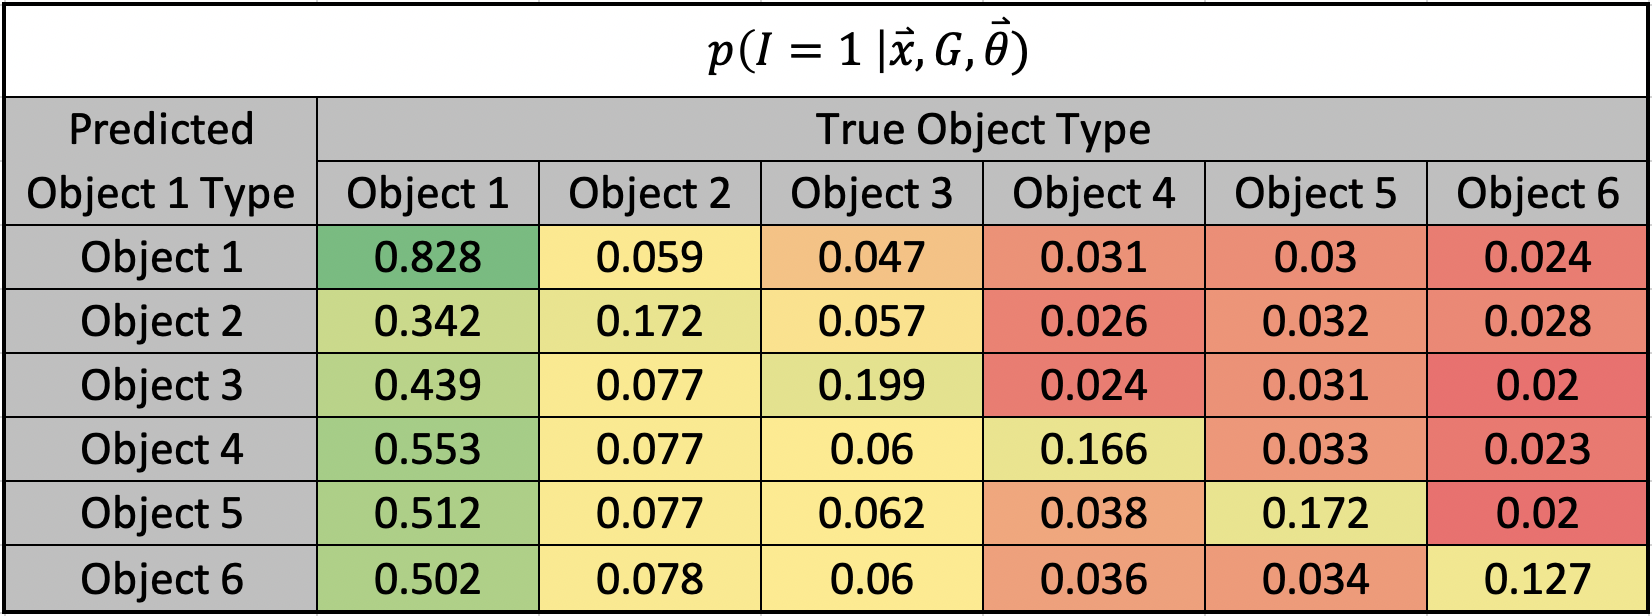 p(I = 1 |x⃗, G, θ⃗)
Predicted True Object Type
Object 1 Type Object 1 Object 2 Object 3 Object 4 Object 5 Object 6
Object 1 0.828 0.059 0.047 0.031 0.03 0.024
Object 2 0.342 0.172 0.057 0.026 0.032 0.028
Object 3 0.439 0.077 0.199 0.024 0.031 0.02
Object 4 0.553 0.077 0.06 0.166 0.033 0.023
Object 5 0.512 0.077 0.062 0.038 0.172 0.02
Object 6 0.502 0.078 0.06 0.036 0.034 0.127